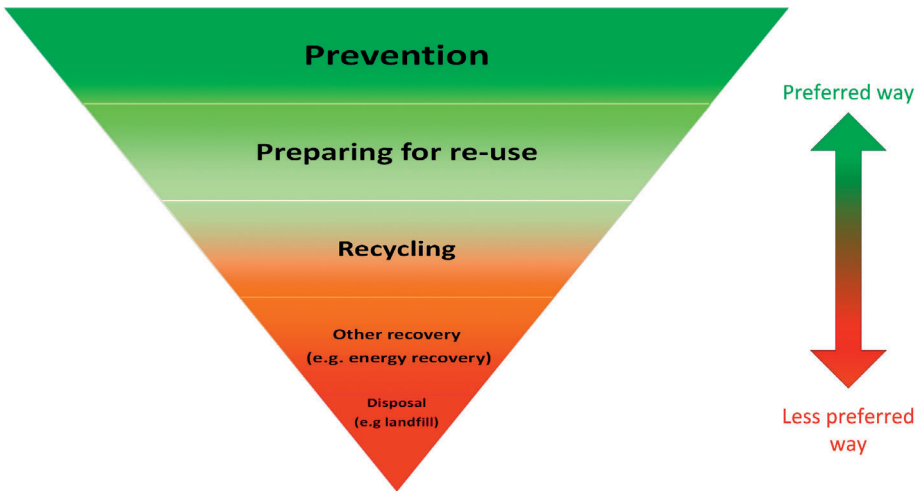 Prevention
Preferred way
Preparing for re-use
Recycling
Other recovery
(e.g. energy recovery)
Disposal
(e.g landfill)
Less preferred
way